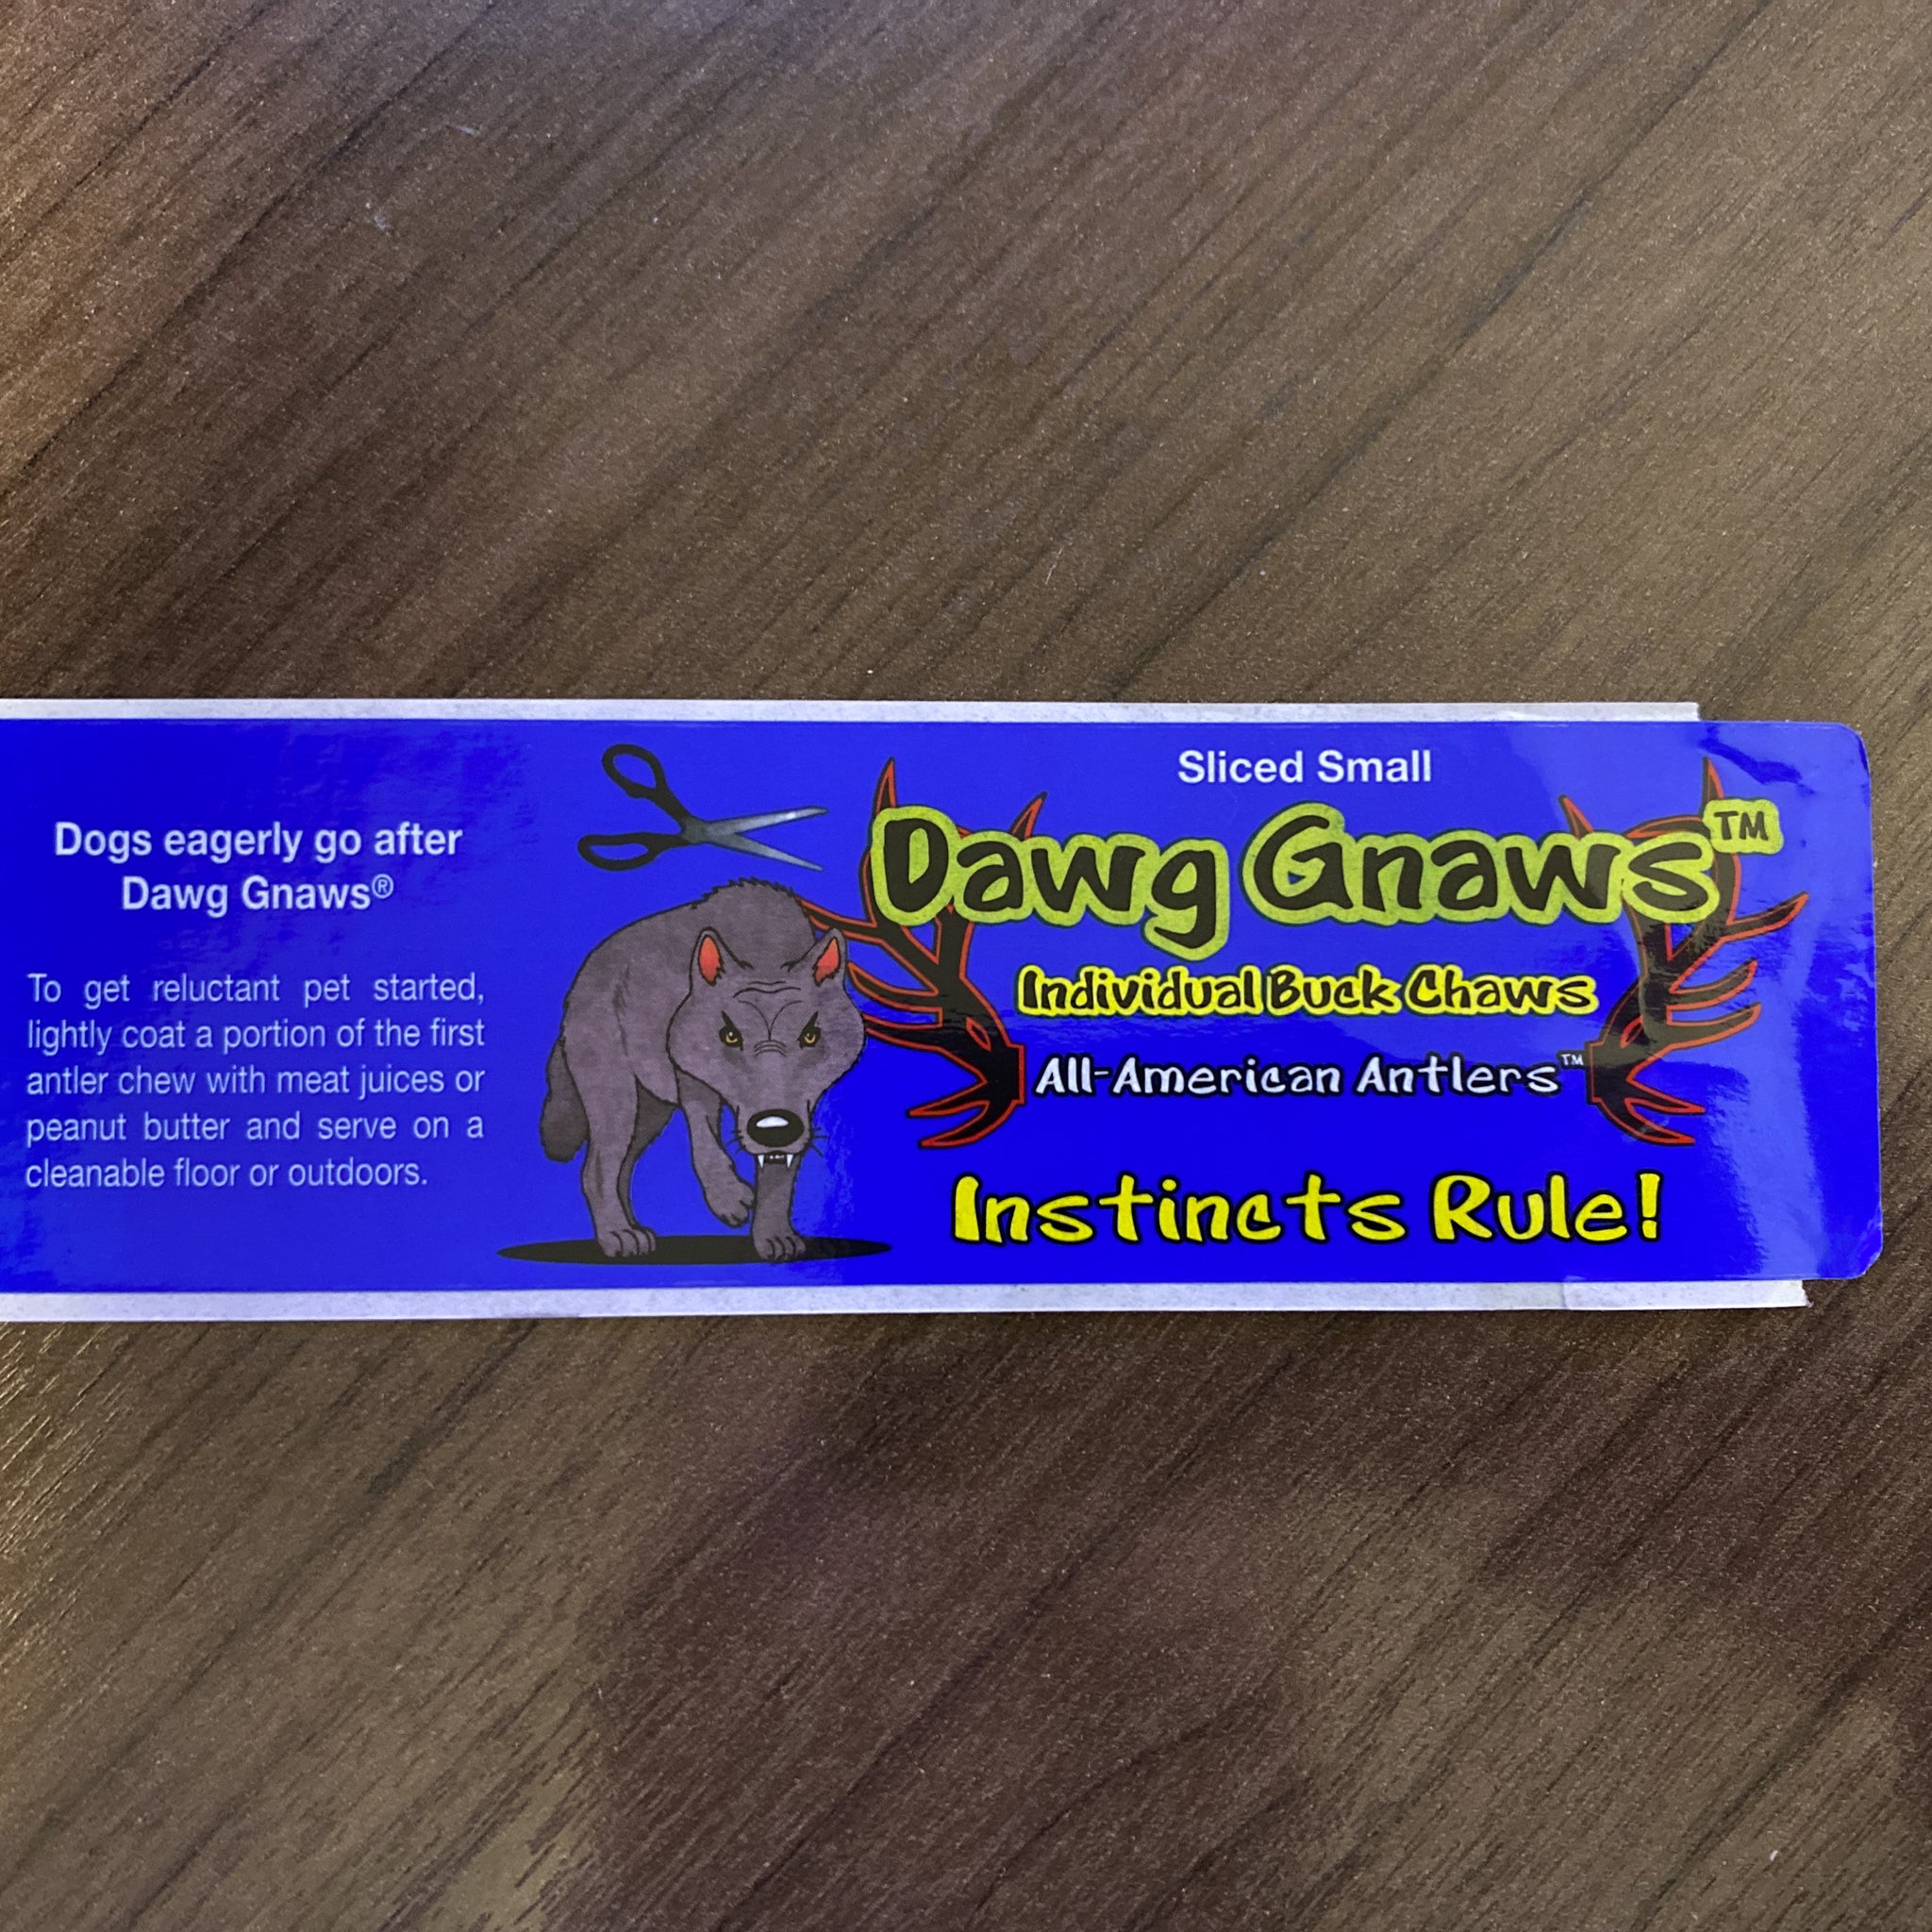 Dogs eagerly go after
Dawg Gnaws®
To get reluctant pet started,
lightly coat a portion of the first
antler chew with meat juices or
peanut butter and serve on a
cleanable floor or outdoors.
Sliced Small
Dawg Gnaws™
Individual Buck Chaws
All-American Antlers™
Instincts Rule!